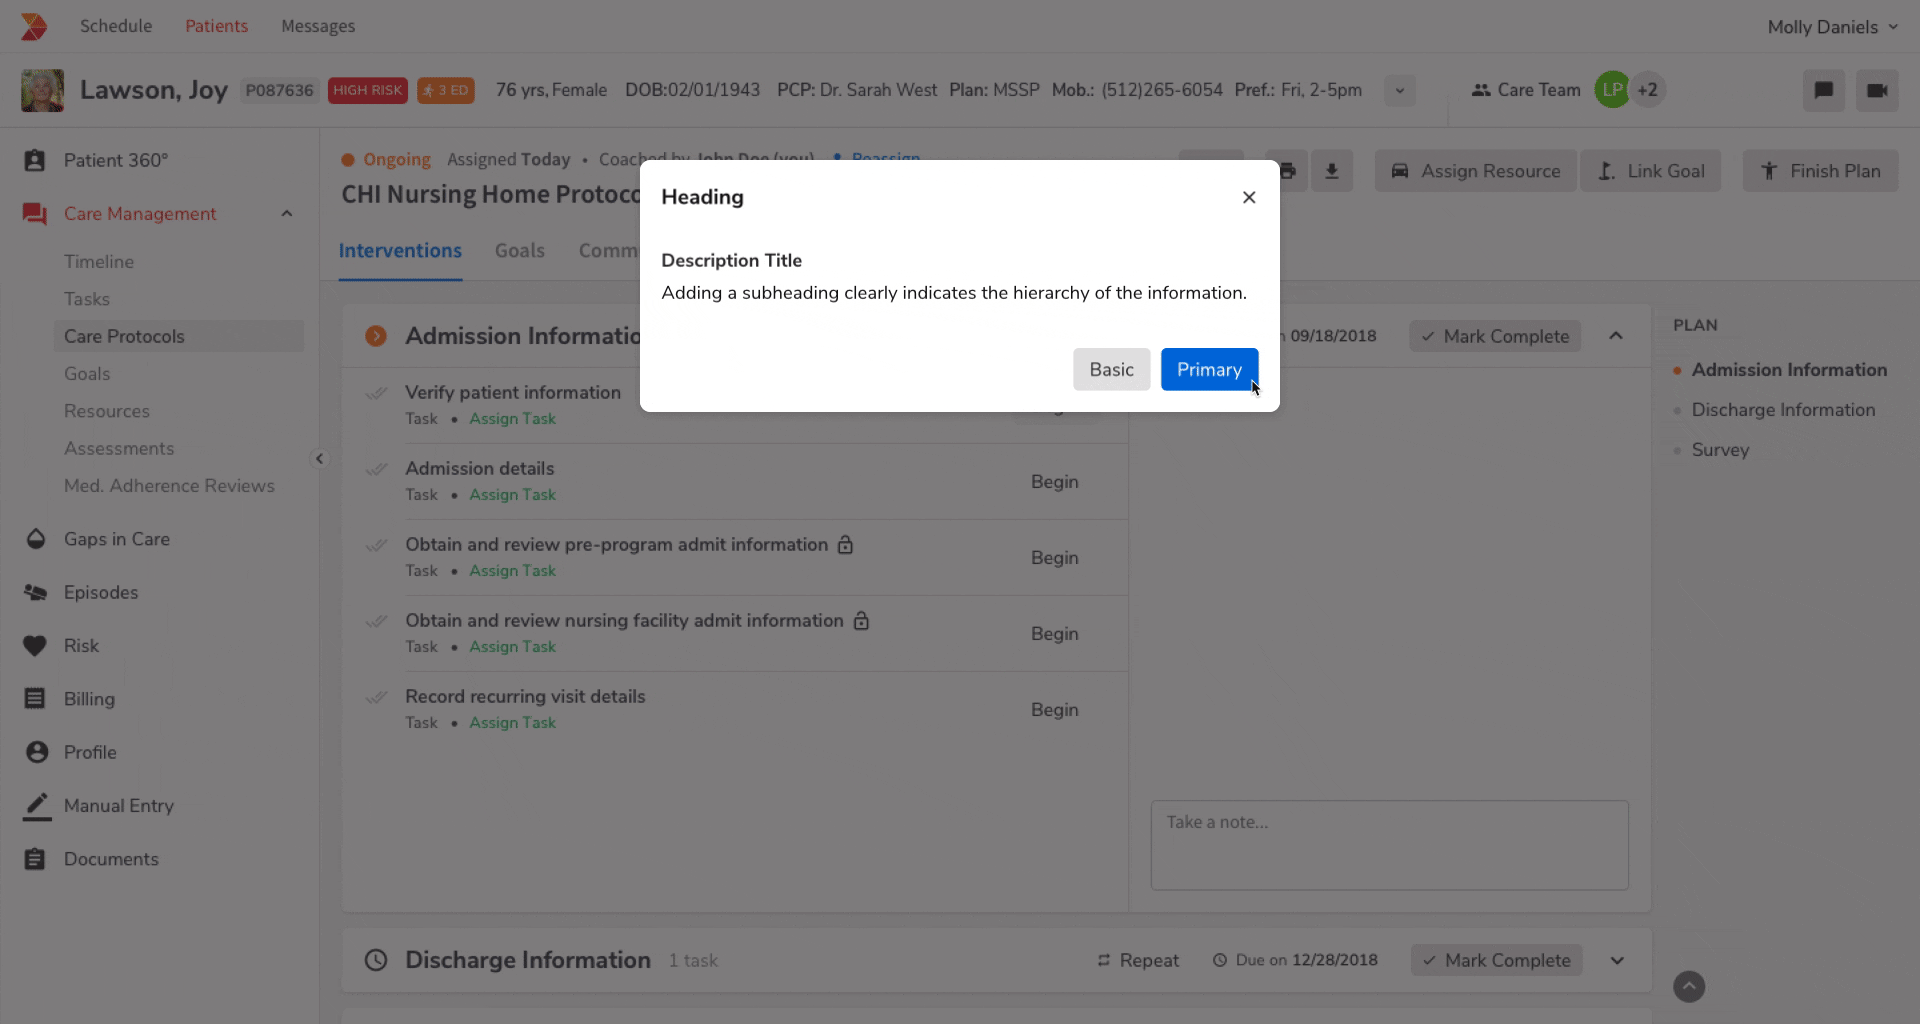 Schedule Patients Messages Molly Daniels
Lawson, Joy P087636 HIGH RISK 3 ED 76 yrs, Female DOB:02/01/1943 PCP: Dr. Sarah West Plan: MSSP Mob.: (512)265-6054 Pref.: Fri, 2-5pm Care Team LP +2
Patient 360°
Care Management
Timeline
Tasks
Care Protocols
Goals
Resources
Assessments
Med. Adherence Reviews
Gaps in Care
Episodes
Risk
Billing
Profile
Manual Entry
Documents
Ongoing Assigned Today • Coached by John Doe (you) Reassign
CHI Nursing Home Protoco
Assign Resource Link Goal Finish Plan
Interventions Goals Comm
Heading
Description Title
Adding a subheading clearly indicates the hierarchy of the information.
Basic Primary
Admission Informatio 09/18/2018 Mark Complete
Verify patient information
Task • Assign Task
Admission details
Task • Assign Task
Begin
Obtain and review pre-program admit information
Task • Assign Task
Begin
Obtain and review nursing facility admit information
Task • Assign Task
Begin
Record recurring visit details
Task • Assign Task
Begin
Take a note...
Discharge Information 1 task Repeat Due on 12/28/2018 Mark Complete
PLAN
Admission Information
Discharge Information
Survey